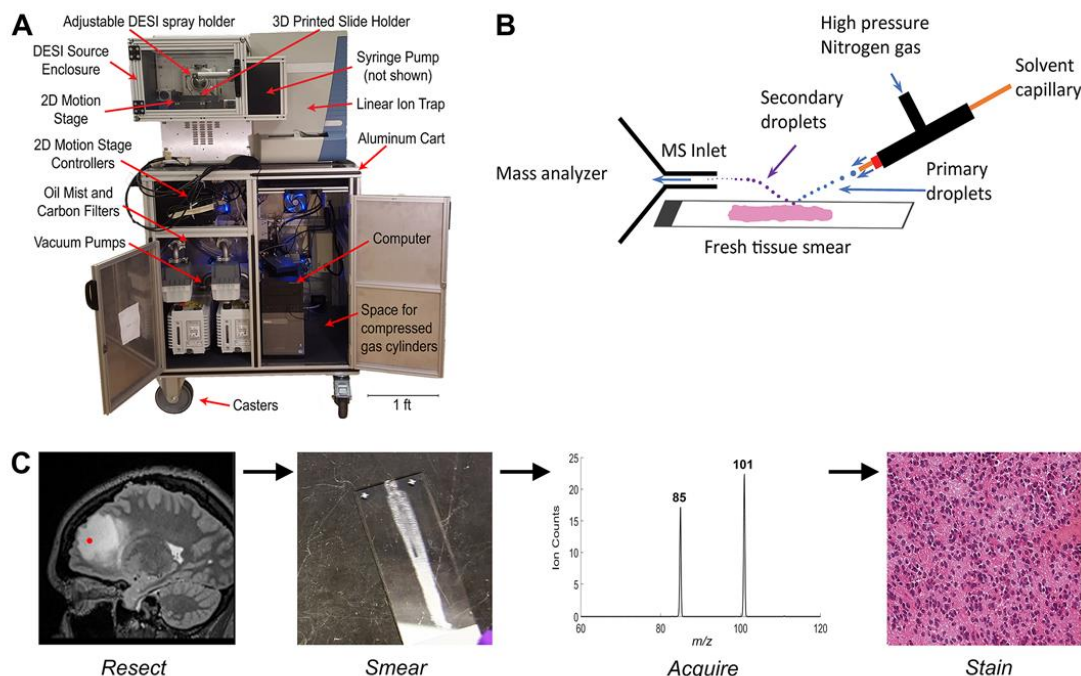 A
Adjustable DESI spray holder
3D Printed Slide Holder
DESI Source
Enclosure
Syringe Pump
(not shown)
2D Motion
Stage
Linear Ion Trap
2D Motion Stage
Controllers
Aluminum Cart
Oil Mist and
Carbon Filters
Vacuum Pumps
Computer
Space for
compressed
gas cylinders
Casters
1 ft
B
High pressure
Nitrogen gas
Solvent
capillary
Secondary
droplets
MS Inlet
Mass analyzer
Primary
droplets
Fresh tissue smear
C
Resect
Smear
25
20
15
10
5
0
Ion Counts
85
101
60
80
100
120
m/z
Acquire
Stain